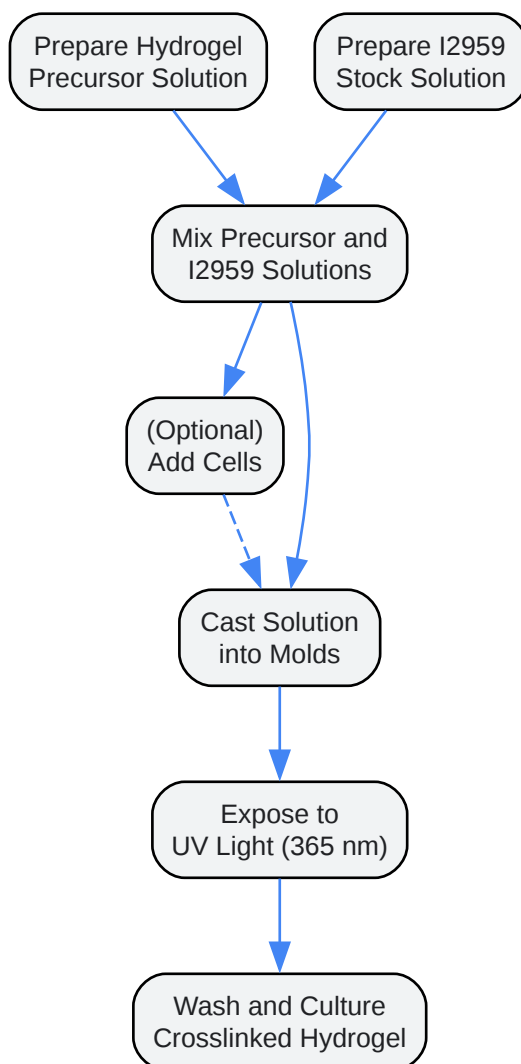 Prepare Hydrogel
Precursor Solution
Prepare I2959
Stock Solution
Mix Precursor and
I2959 Solutions
(Optional)
Add Cells
Cast Solution
into Molds
Expose to
UV Light (365 nm)
Wash and Culture
Crosslinked Hydrogel